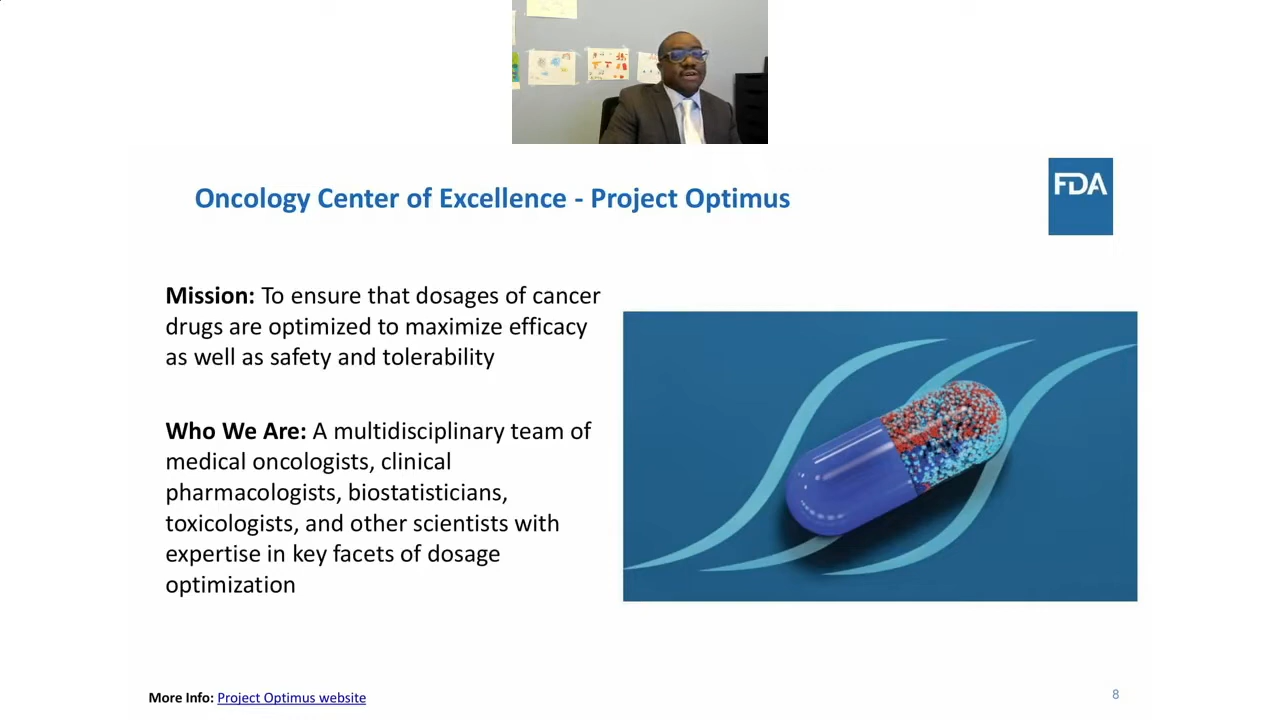 Oncology Center of Excellence - Project Optimus
FDA
Mission: To ensure that dosages of cancer
drugs are optimized to maximize efficacy
as well as safety and tolerability
Who We Are: A multidisciplinary team of
medical oncologists, clinical
pharmacologists, biostatisticians,
toxicologists, and other scientists with
expertise in key facets of dosage
optimization
More Info: Project Optimus website
8